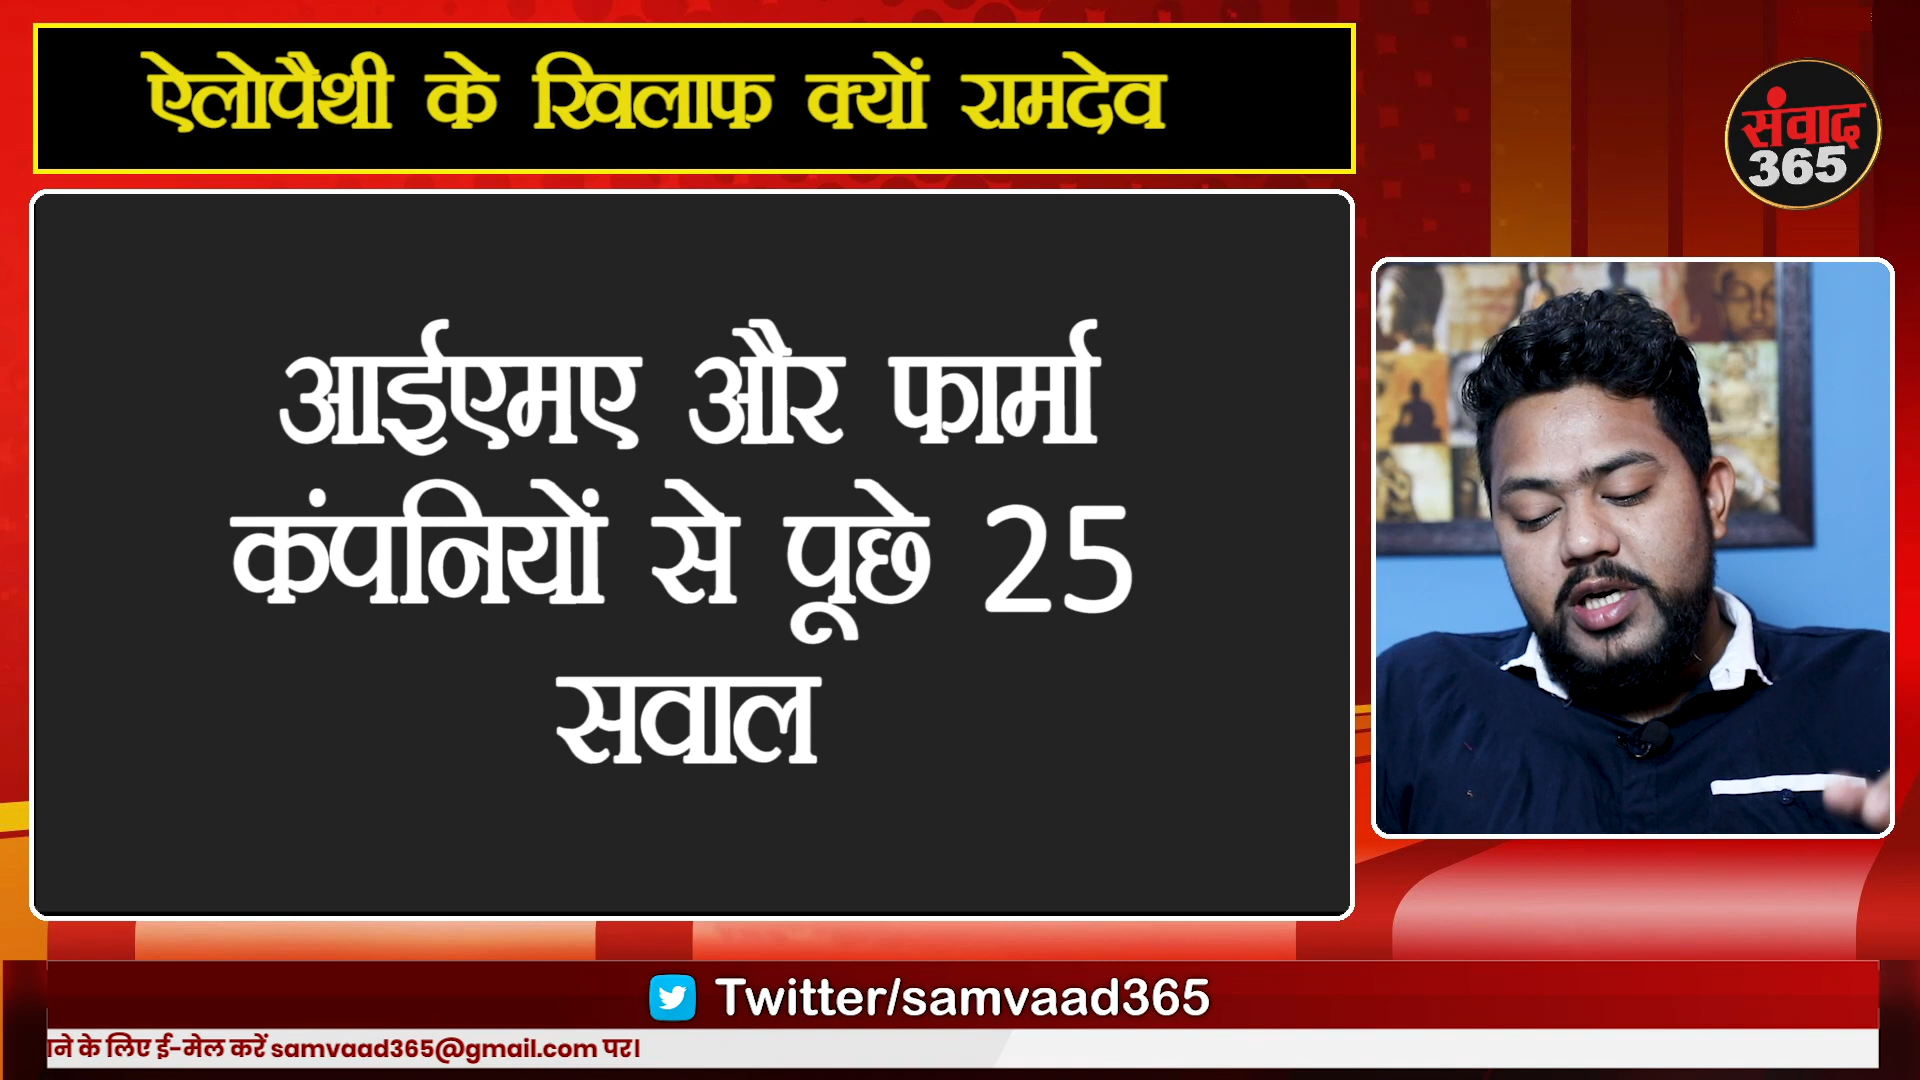 ऐलोपैथी के खिलाफ क्यों रामदेव
संवाद
365
आईएमए और फार्मा
कंपनियों से पूछे 25
सवाल
Twitter/samvaad365
ने के लिए ई-मेल करें samvaad365@gmail.com पर।